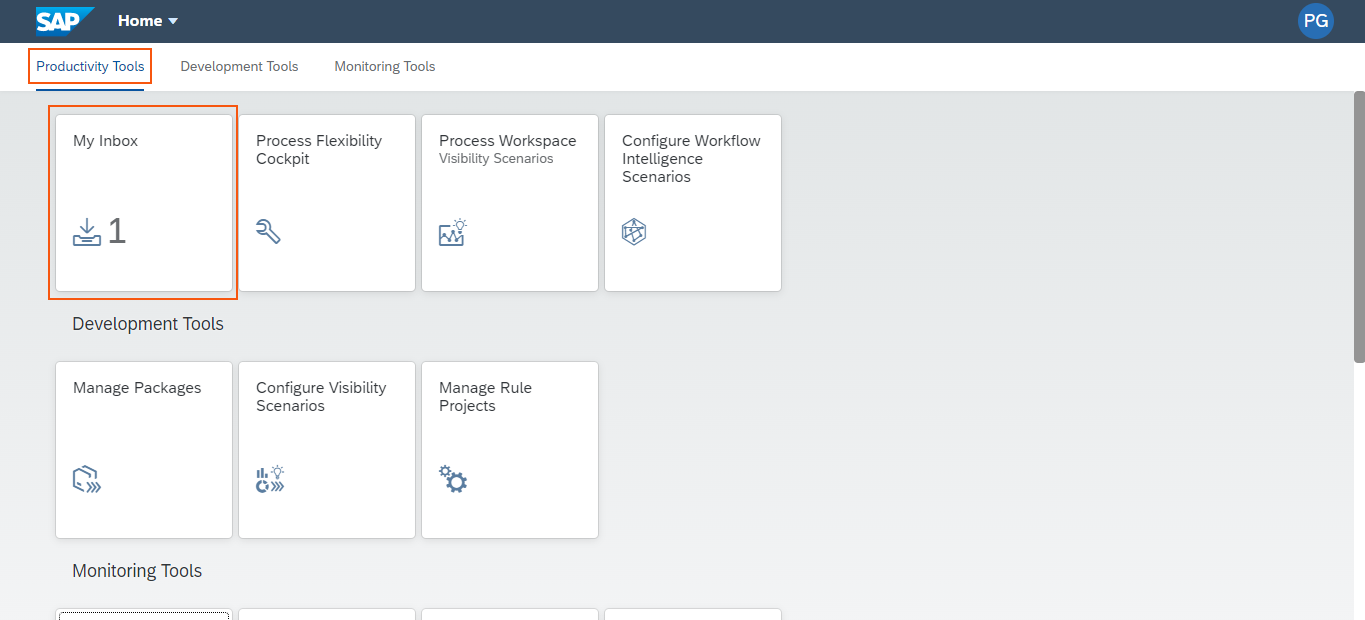 SAP Home PG
Productivity Tools Development Tools Monitoring Tools
My Inbox
1
Process Flexibility
Cockpit
Process Workspace
Visibility Scenarios
Configure Workflow
Intelligence
Scenarios
Development Tools
Manage Packages
Configure Visibility
Scenarios
Manage Rule
Projects
Monitoring Tools